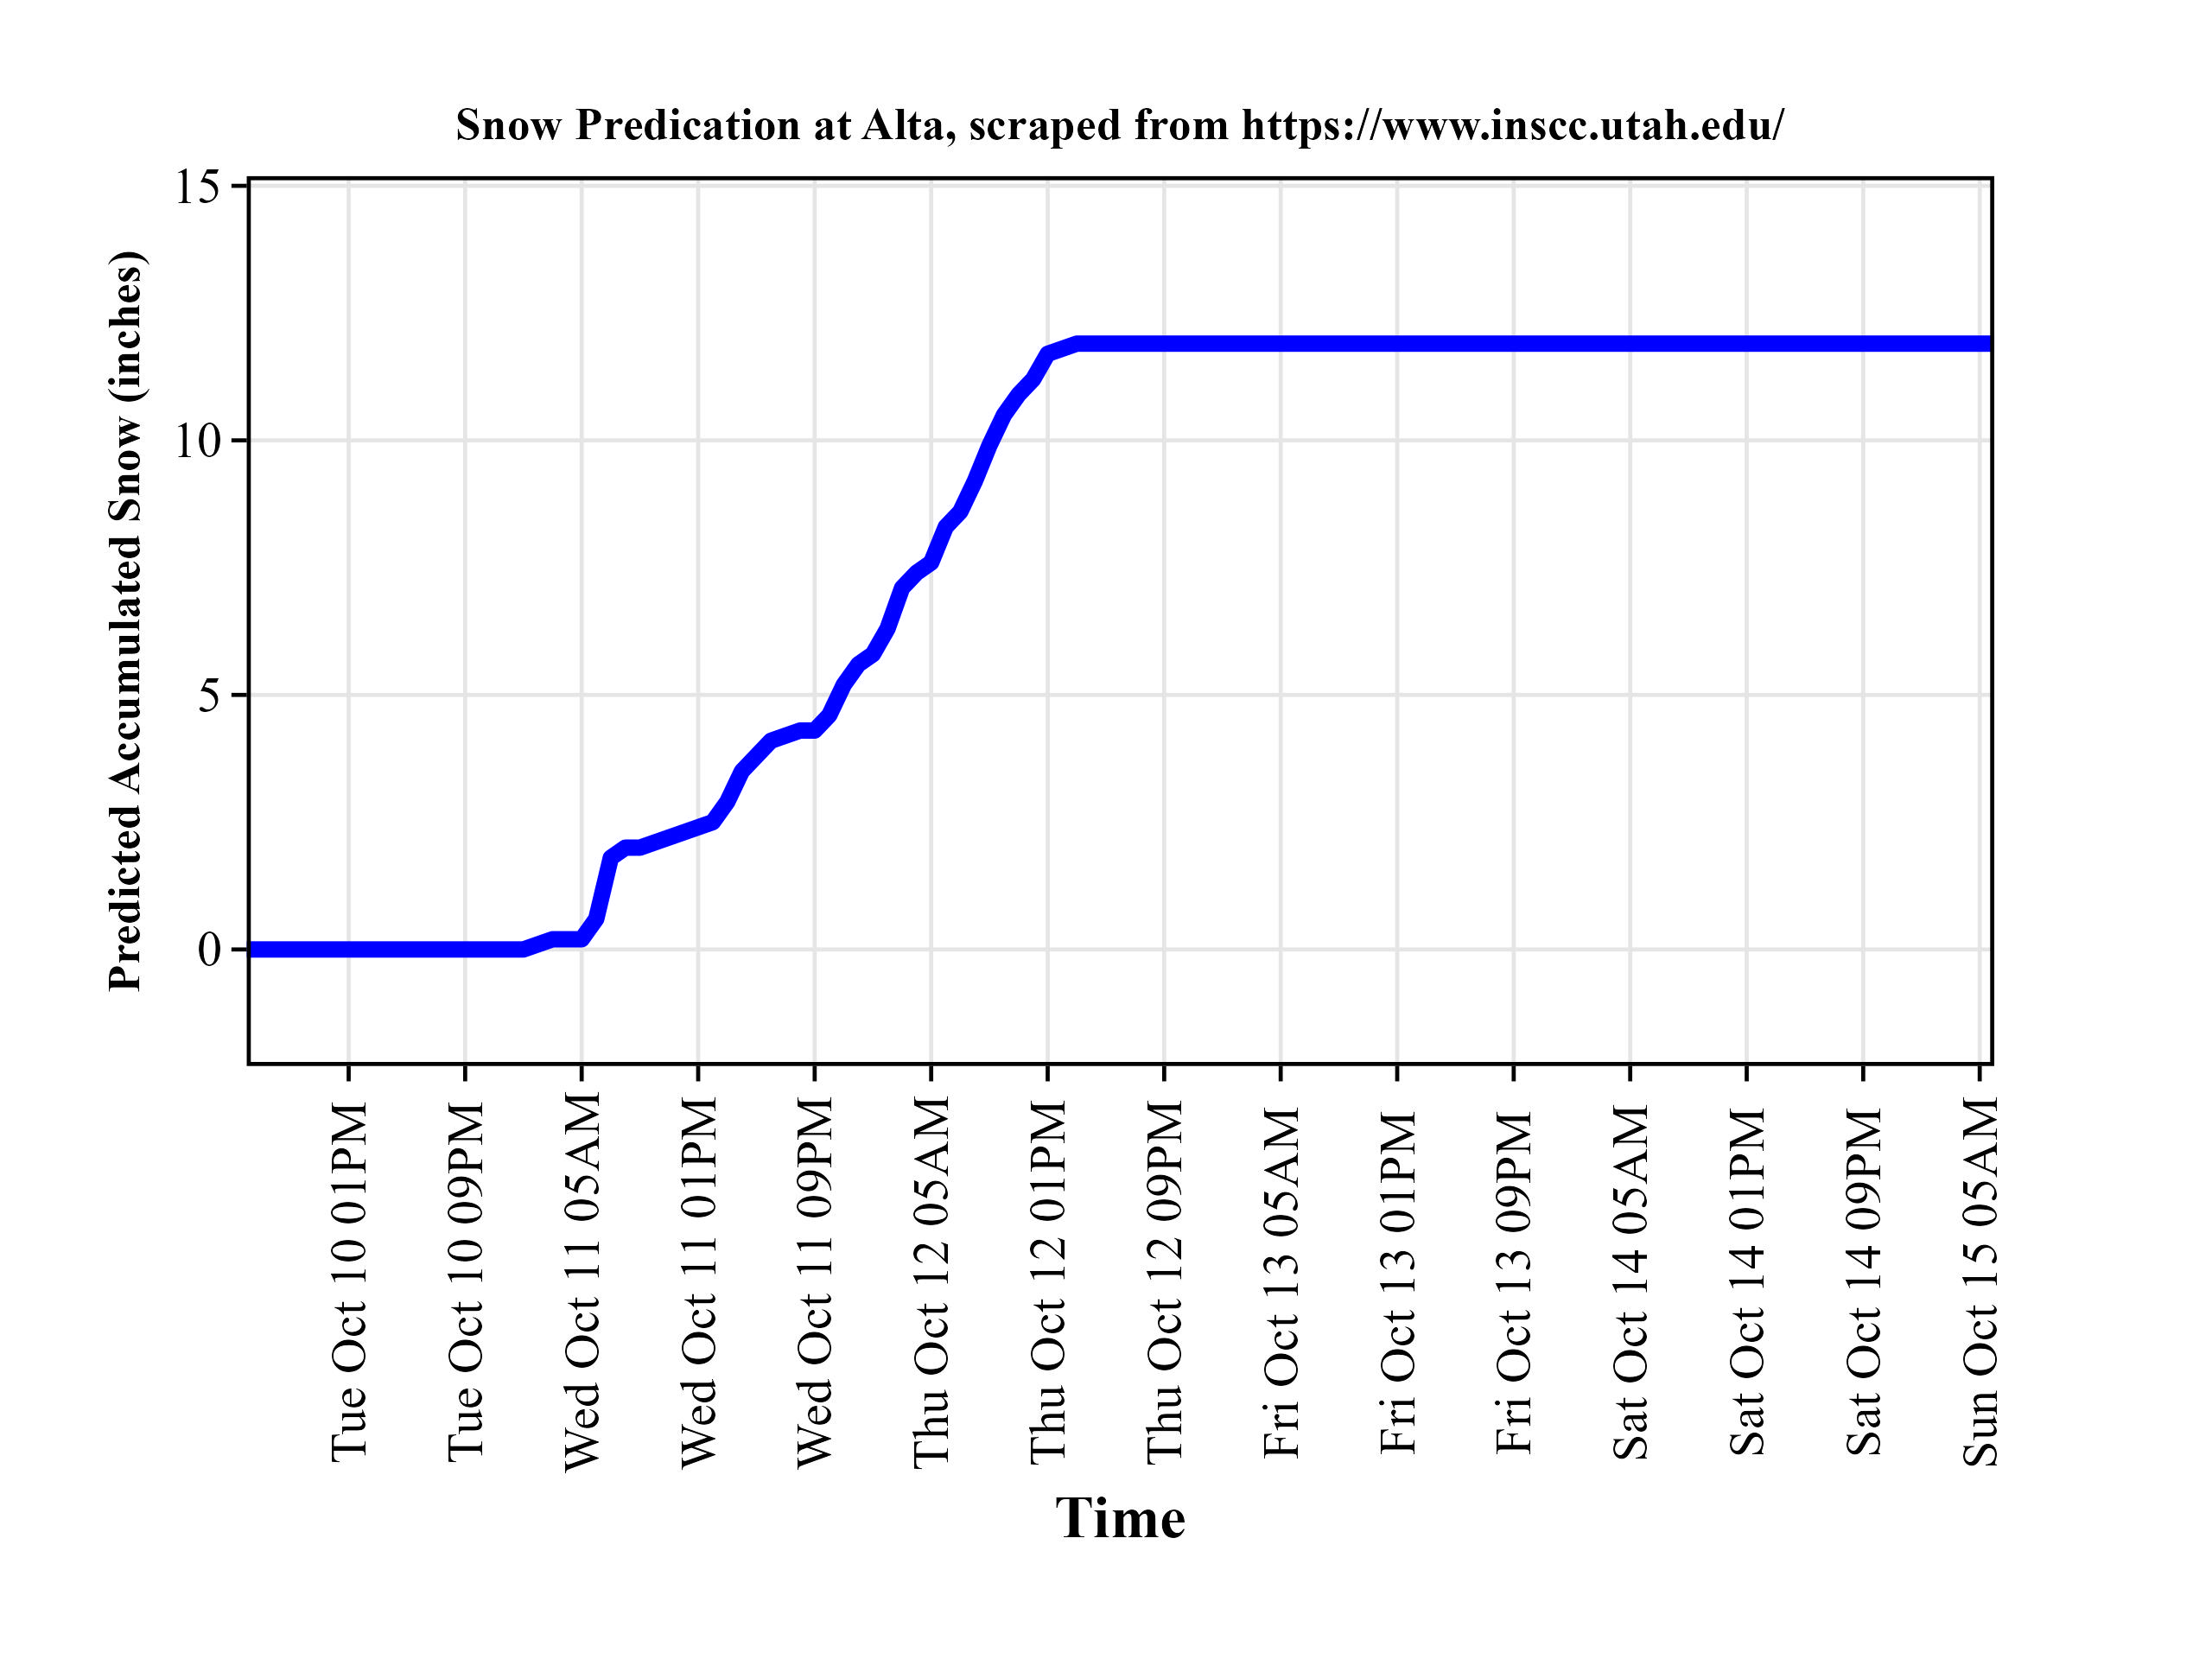 Snow Predication at Alta, scraped from https://www.inscc.utah.edu/
Predicted Accumulated Snow (inches)
15
10
5
0
Tue Oct 10 01PM
Tue Oct 10 09PM
Wed Oct 11 05AM
Wed Oct 11 01PM
Wed Oct 11 09PM
Thu Oct 12 05AM
Thu Oct 12 01PM
Thu Oct 12 09PM
Fri Oct 13 05AM
Fri Oct 13 01PM
Fri Oct 13 09PM
Sat Oct 14 05AM
Sat Oct 14 01PM
Sat Oct 14 09PM
Sun Oct 15 05AM
Time